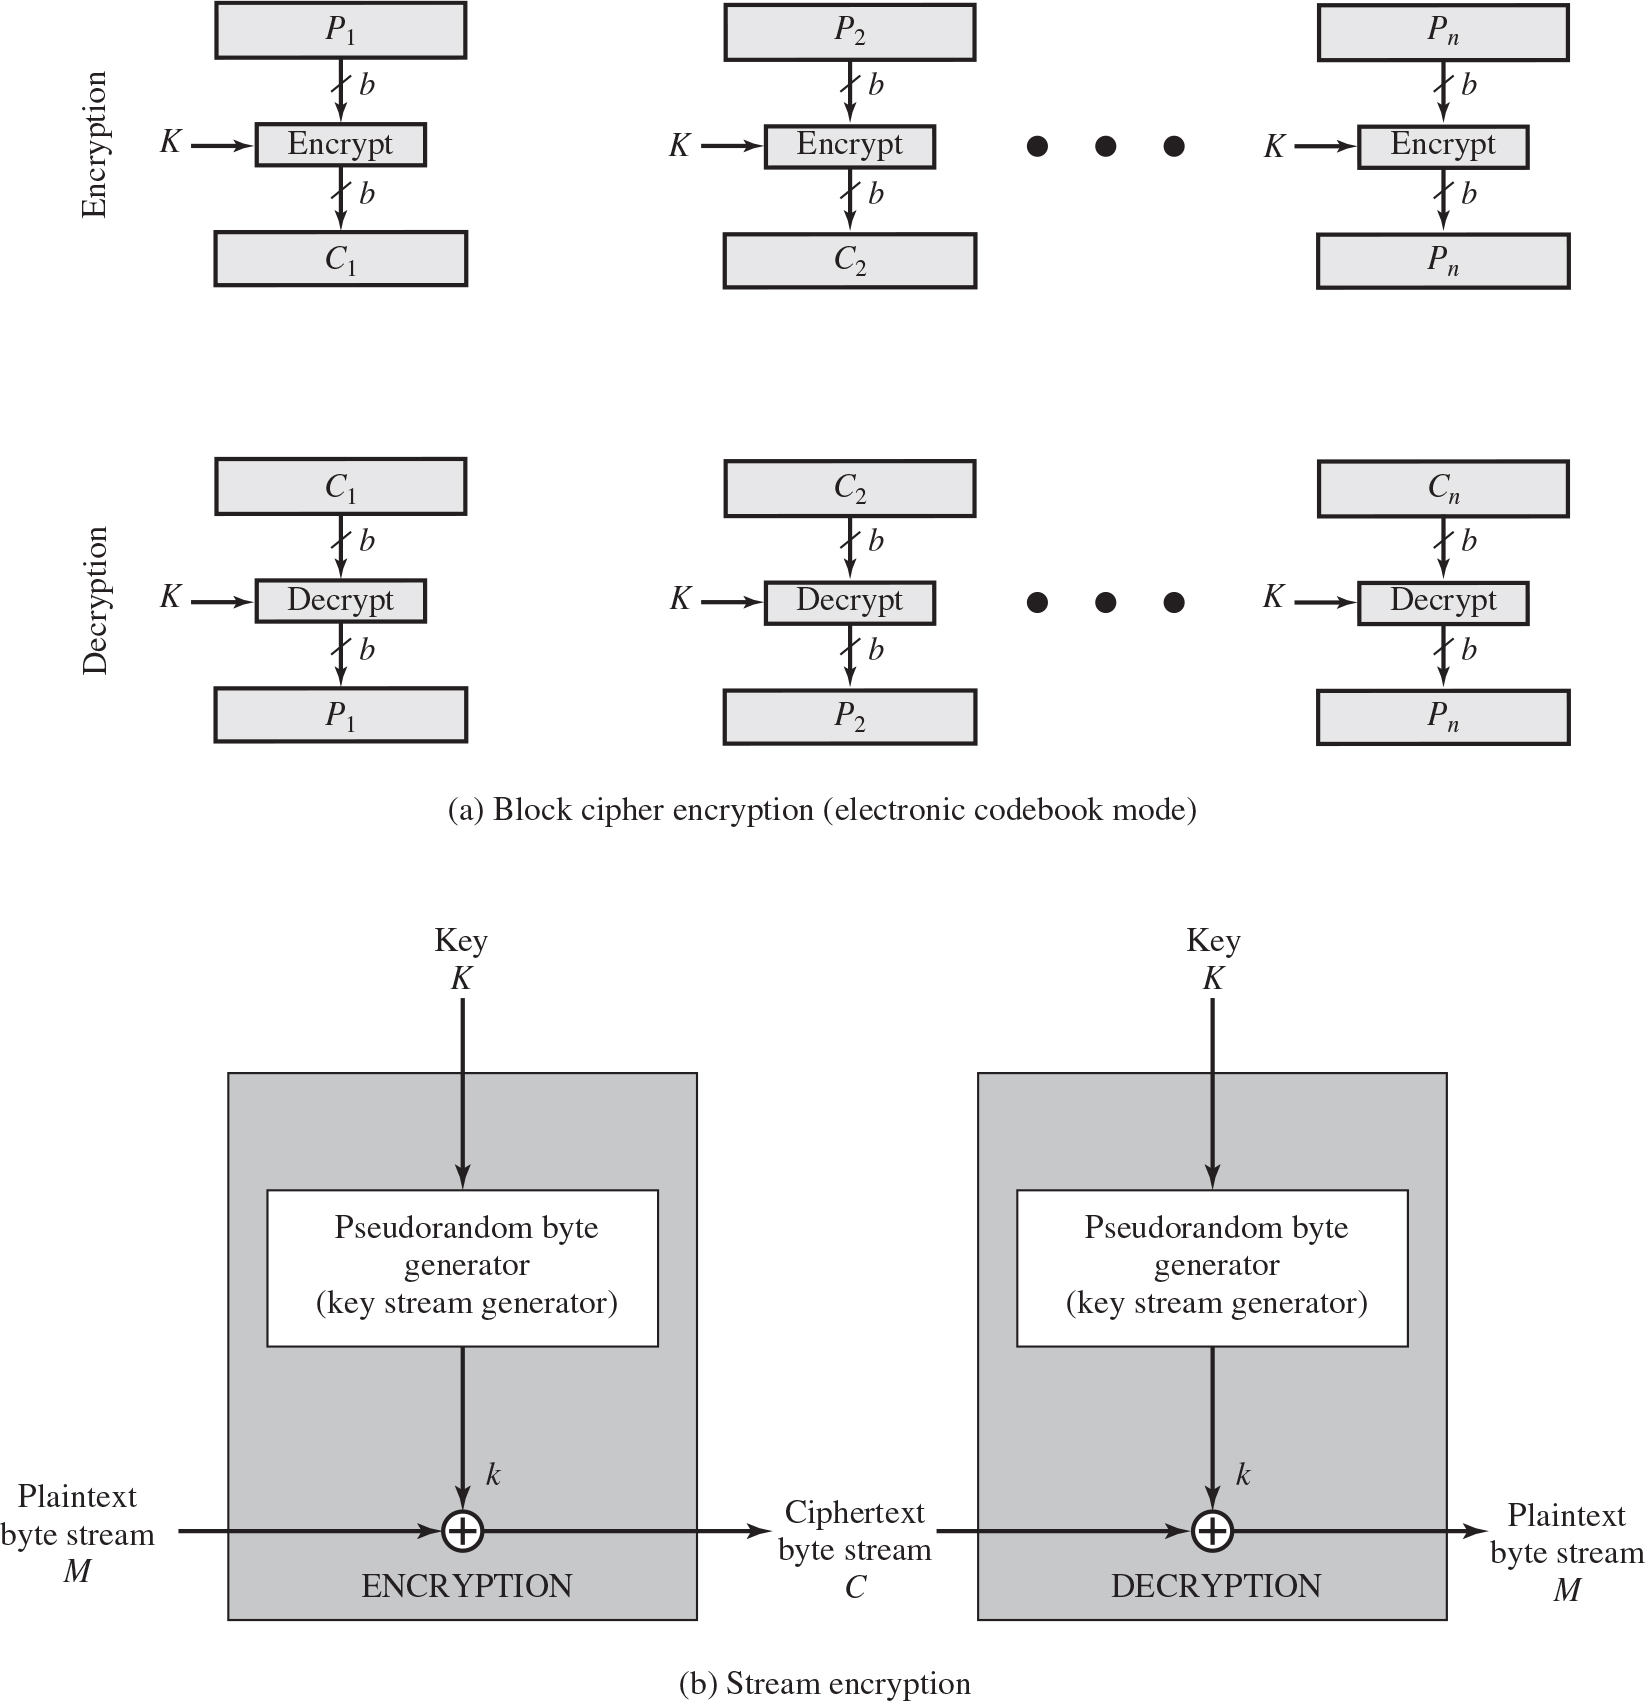 P1
P2
Pn
b
b
b
Encryption
K
Encrypt
K
Encrypt
K
Encrypt
b
b
b
C1
C2
Pn
C1
C2
Cn
b
b
b
Decryption
K
Decrypt
K
Decrypt
K
Decrypt
b
b
b
P1
P2
Pn
(a) Block cipher encryption (electronic codebook mode)
Key
K
Key
K
Pseudorandom byte
generator
(key stream generator)
Pseudorandom byte
generator
(key stream generator)
k
k
Plaintext
byte stream
M
Ciphertext
byte stream
C
Plaintext
byte stream
M
ENCRYPTION
DECRYPTION
(b) Stream encryption